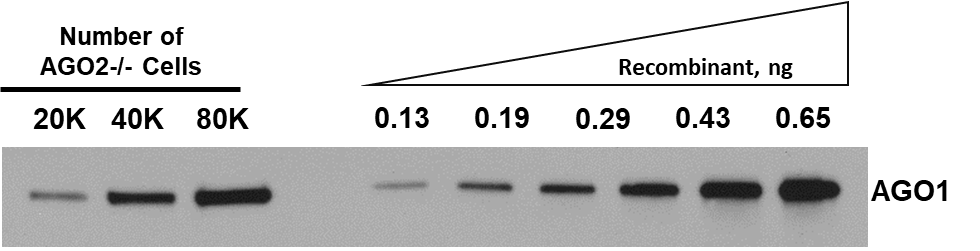 Number of
AGO2-/- Cells
Recombinant, ng
20K 40K 80K 0.13 0.19 0.29 0.43 0.65
AGO1